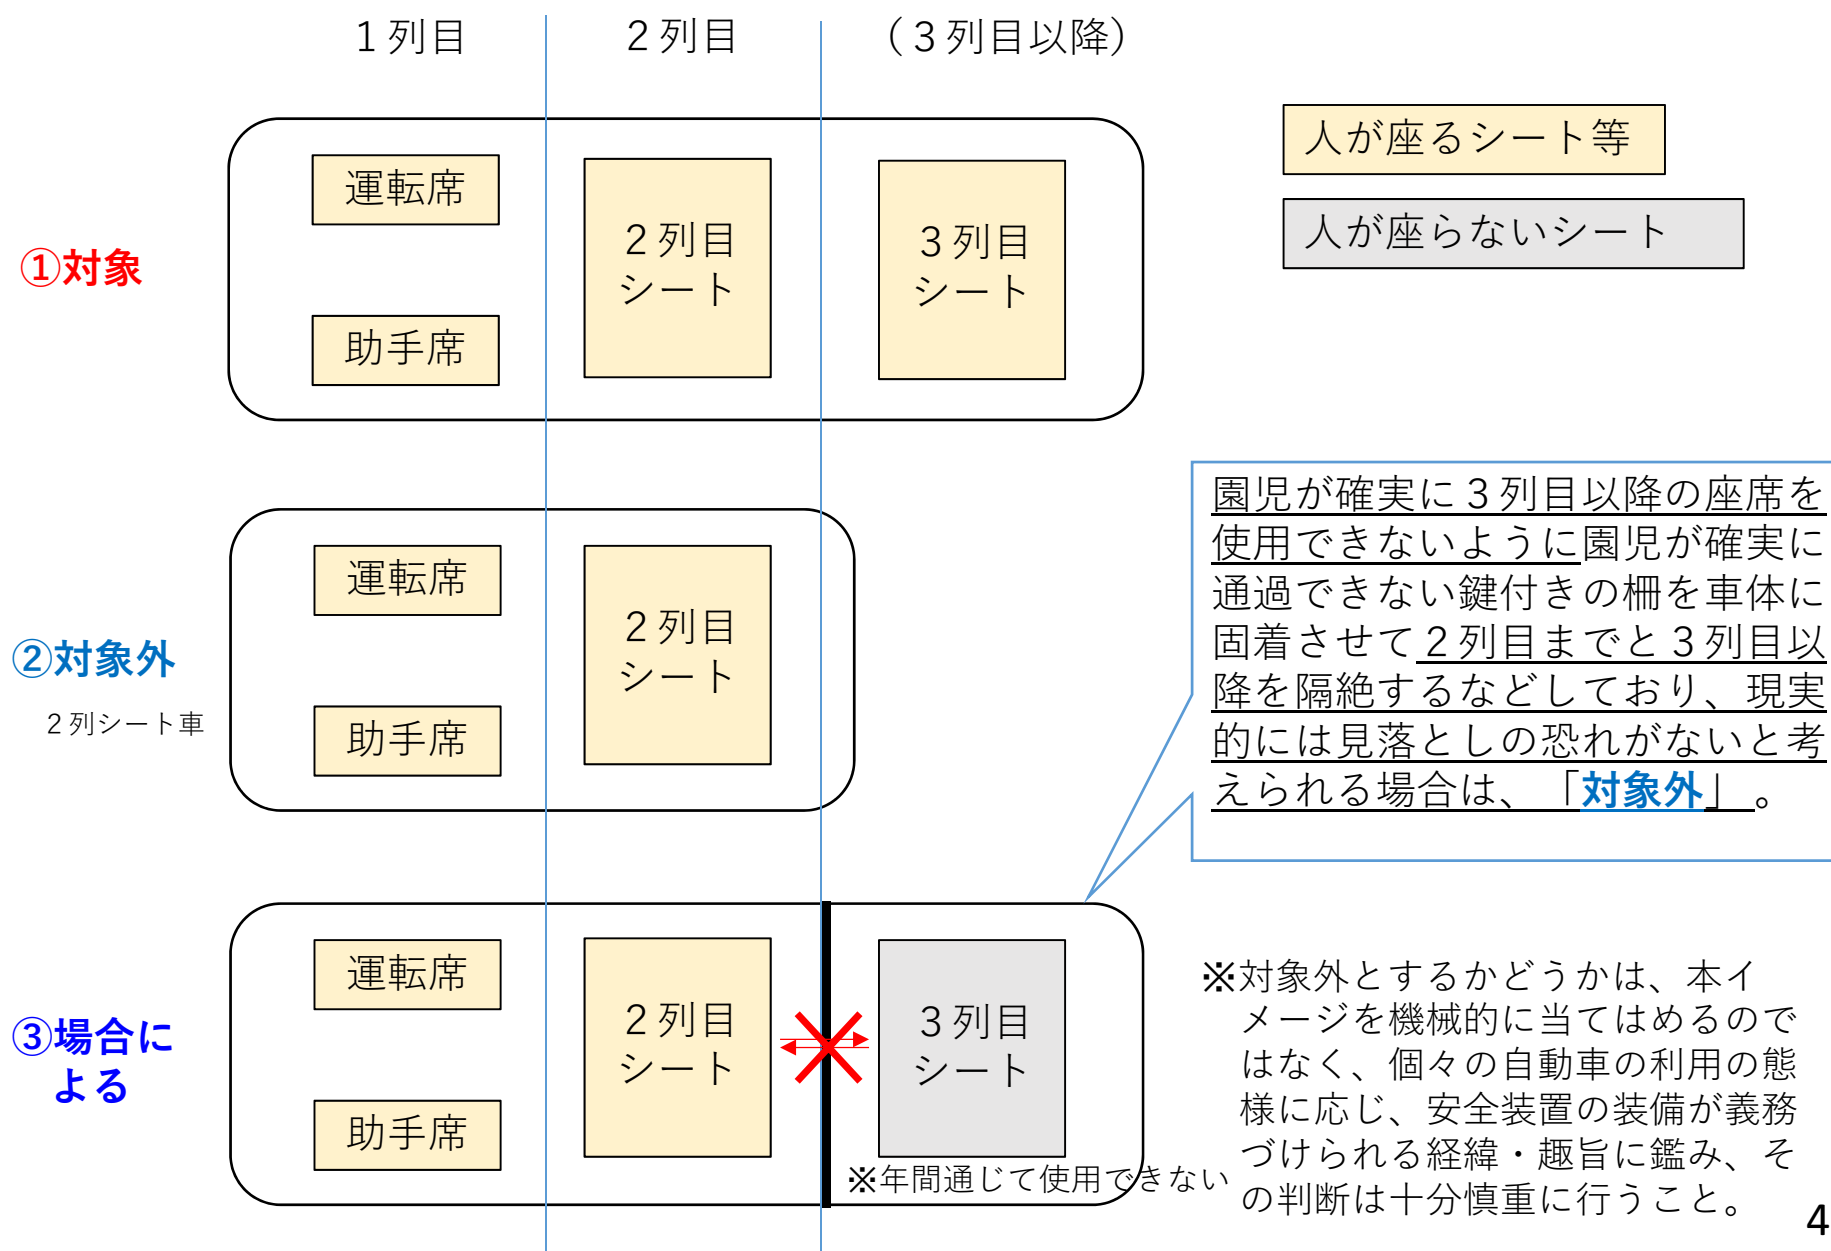 １列目
２列目
（３列目以降）
人が座るシート等
人が座らないシート
①対象
運転席
助手席
２列目
シート
３列目
シート
②対象外
２列シート車
運転席
助手席
２列目
シート
園児が確実に３列目以降の座席を
使用できないように園児が確実に
通過できない鍵付きの柵を車体に
固着させて２列目までと３列目以
降を隔絶するなどしており、現実
的には見落としの恐れがないと考
えられる場合は、「対象外」。
③場合に
よる
運転席
助手席
２列目
シート
３列目
シート
※年間通じて使用できない
※対象外とするかどうかは、本イ
メージを機械的に当てはめるので
はなく、個々の自動車の利用の態
様に応じ、安全装置の装備が義務
づけられる経緯・趣旨に鑑み、そ
の判断は十分慎重に行うこと。
4